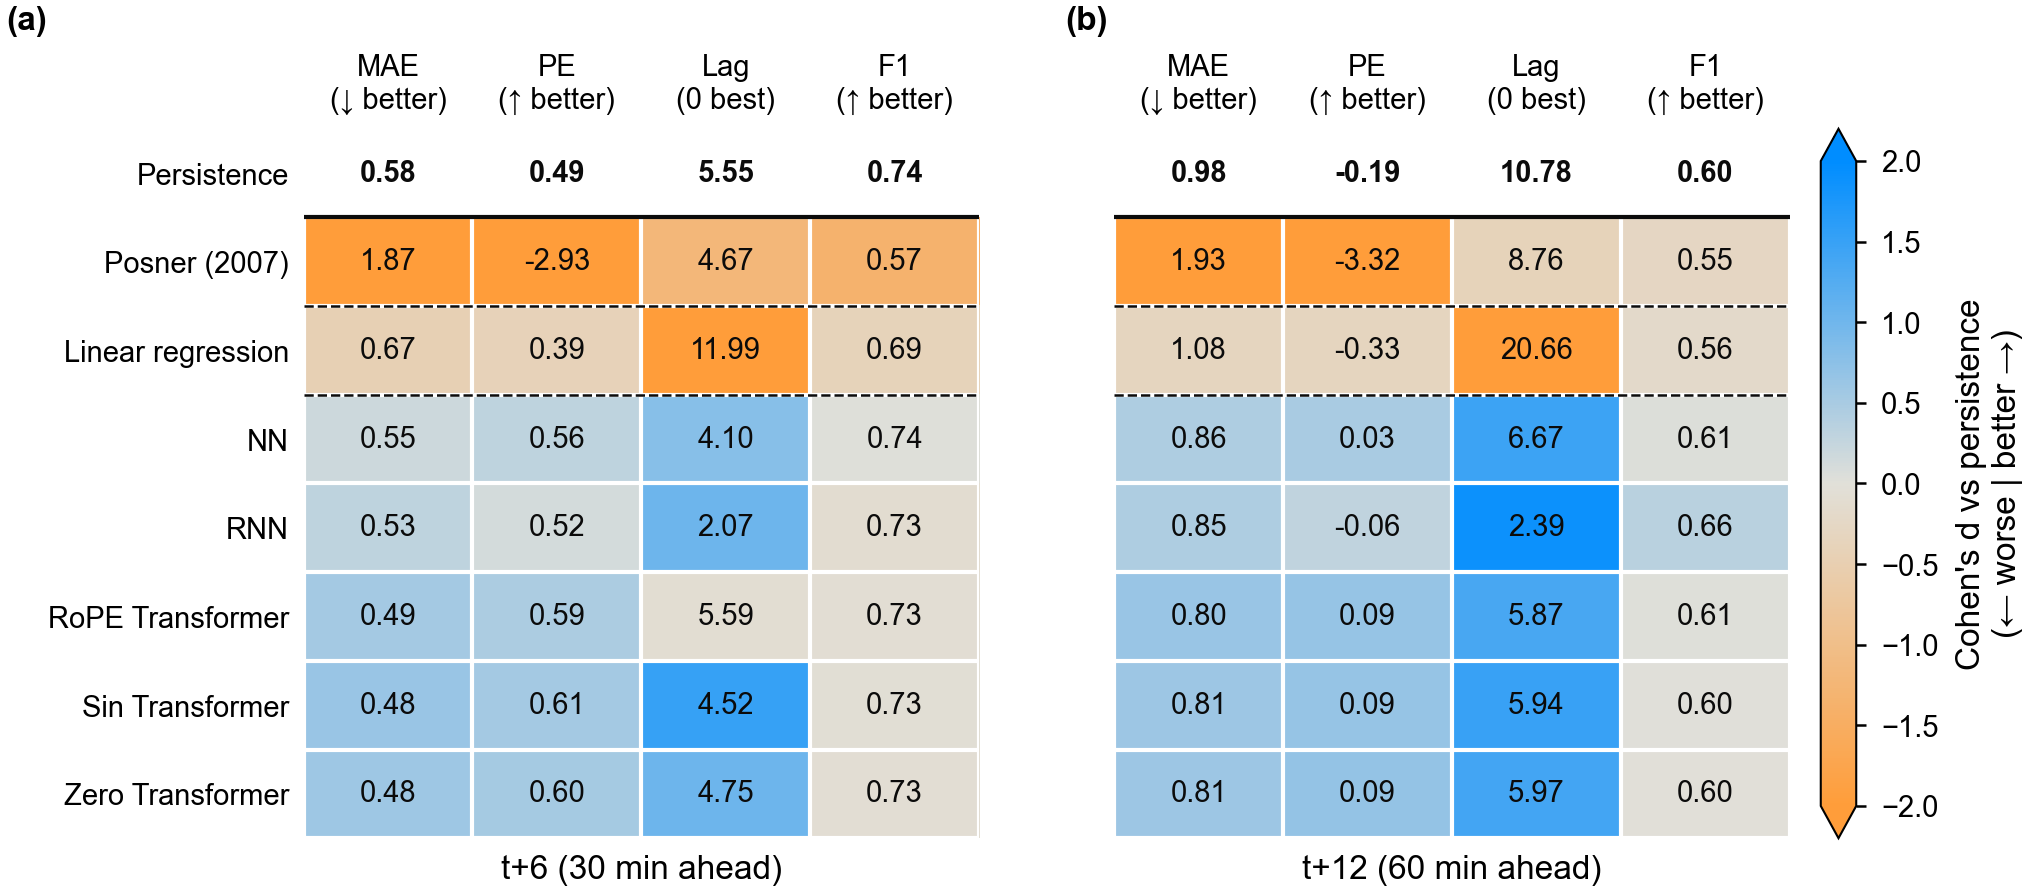 (a)
MAE PE Lag F1
(↓ better) (↑ better) (0 best) (↑ better)
Persistence 0.58 0.49 5.55 0.74
Posner (2007) 1.87 -2.93 4.67 0.57
Linear regression 0.67 0.39 11.99 0.69
NN 0.55 0.56 4.10 0.74
RNN 0.53 0.52 2.07 0.73
RoPE Transformer 0.49 0.59 5.59 0.73
Sin Transformer 0.48 0.61 4.52 0.73
Zero Transformer 0.48 0.60 4.75 0.73
t+6 (30 min ahead)
(b)
MAE PE Lag F1
(↓ better) (↑ better) (0 best) (↑ better)
0.98 -0.19 10.78 0.60
1.93 -3.32 8.76 0.55
1.08 -0.33 20.66 0.56
0.86 0.03 6.67 0.61
0.85 -0.06 2.39 0.66
0.80 0.09 5.87 0.61
0.81 0.09 5.94 0.60
0.81 0.09 5.97 0.60
t+12 (60 min ahead)
2.0
1.5
1.0
0.5
0.0
−0.5
−1.0
−1.5
−2.0
Cohen's d vs persistence
(⟵ worse | better ⟶)